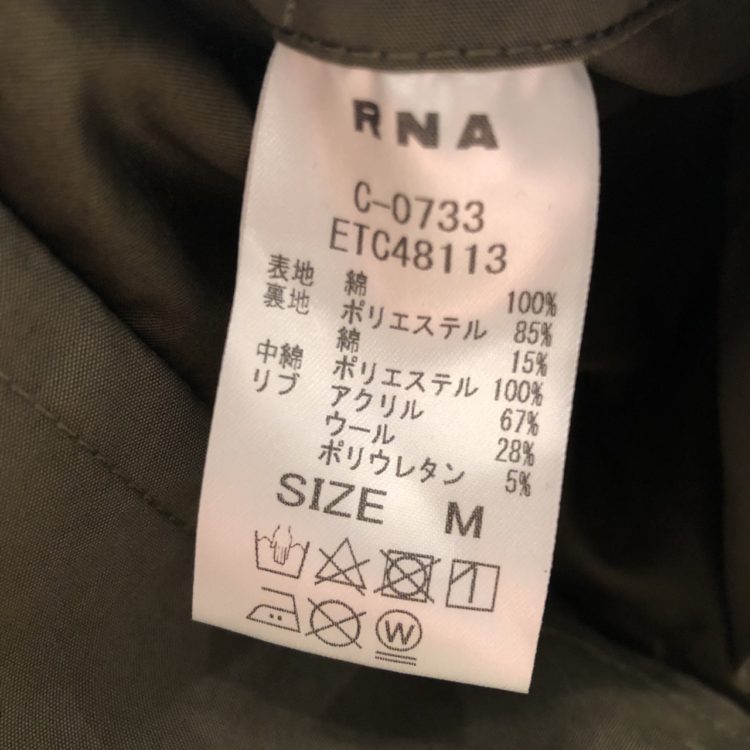 RNA
C-0733
ETC48113
表地 綿 100%
裏地 ポリエステル 85%
綿 15%
中綿 ポリエステル 100%
リブ アクリル 67%
ウール 28%
ポリウレタン 5%
SIZE M
W